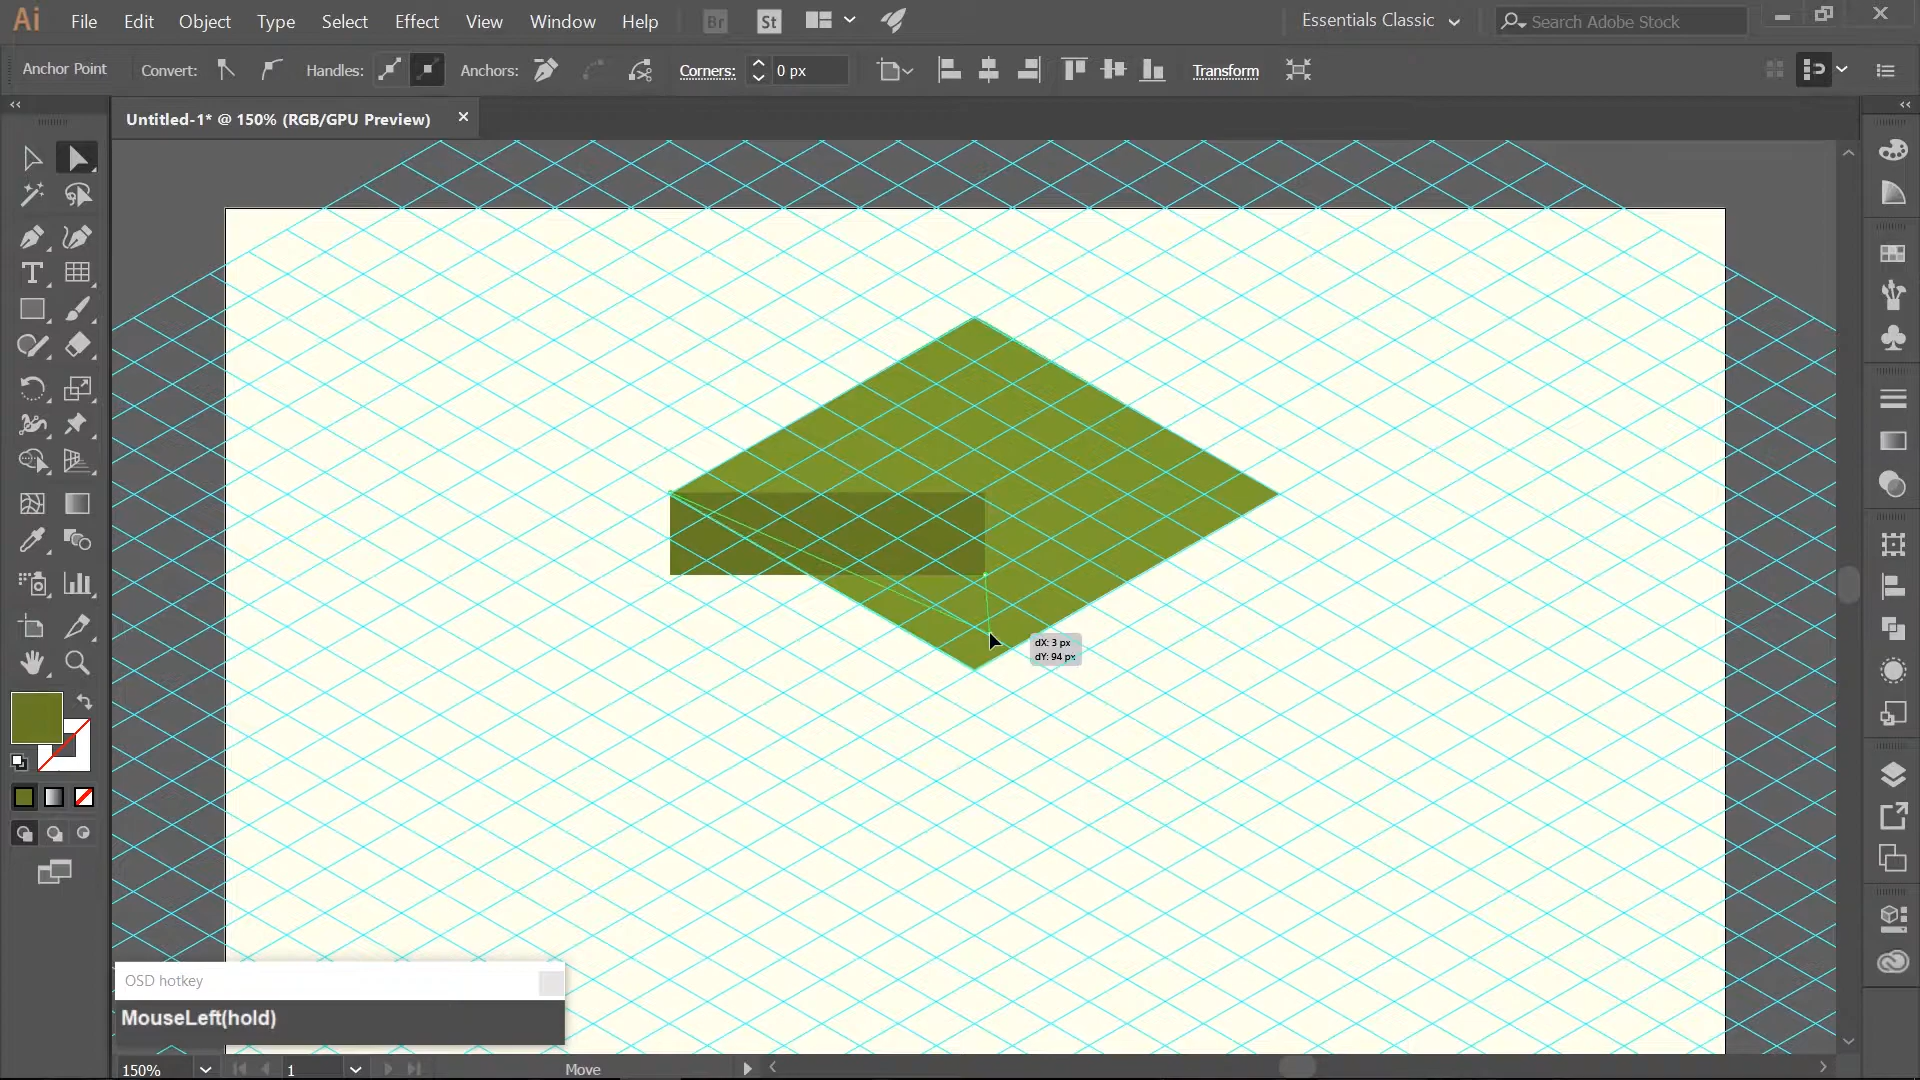 Ai File Edit Object Type Select Effect View Window Help Br St Essentials Classic Search Adobe Stock
Anchor Point Convert: Handles: Anchors: Corners: 0 px Transform
Untitled-1* @ 150% (RGB/GPU Preview)
dX: 3 px
dY: 94 px
OSD hotkey
MouseLeft(hold)
150% 1 Move